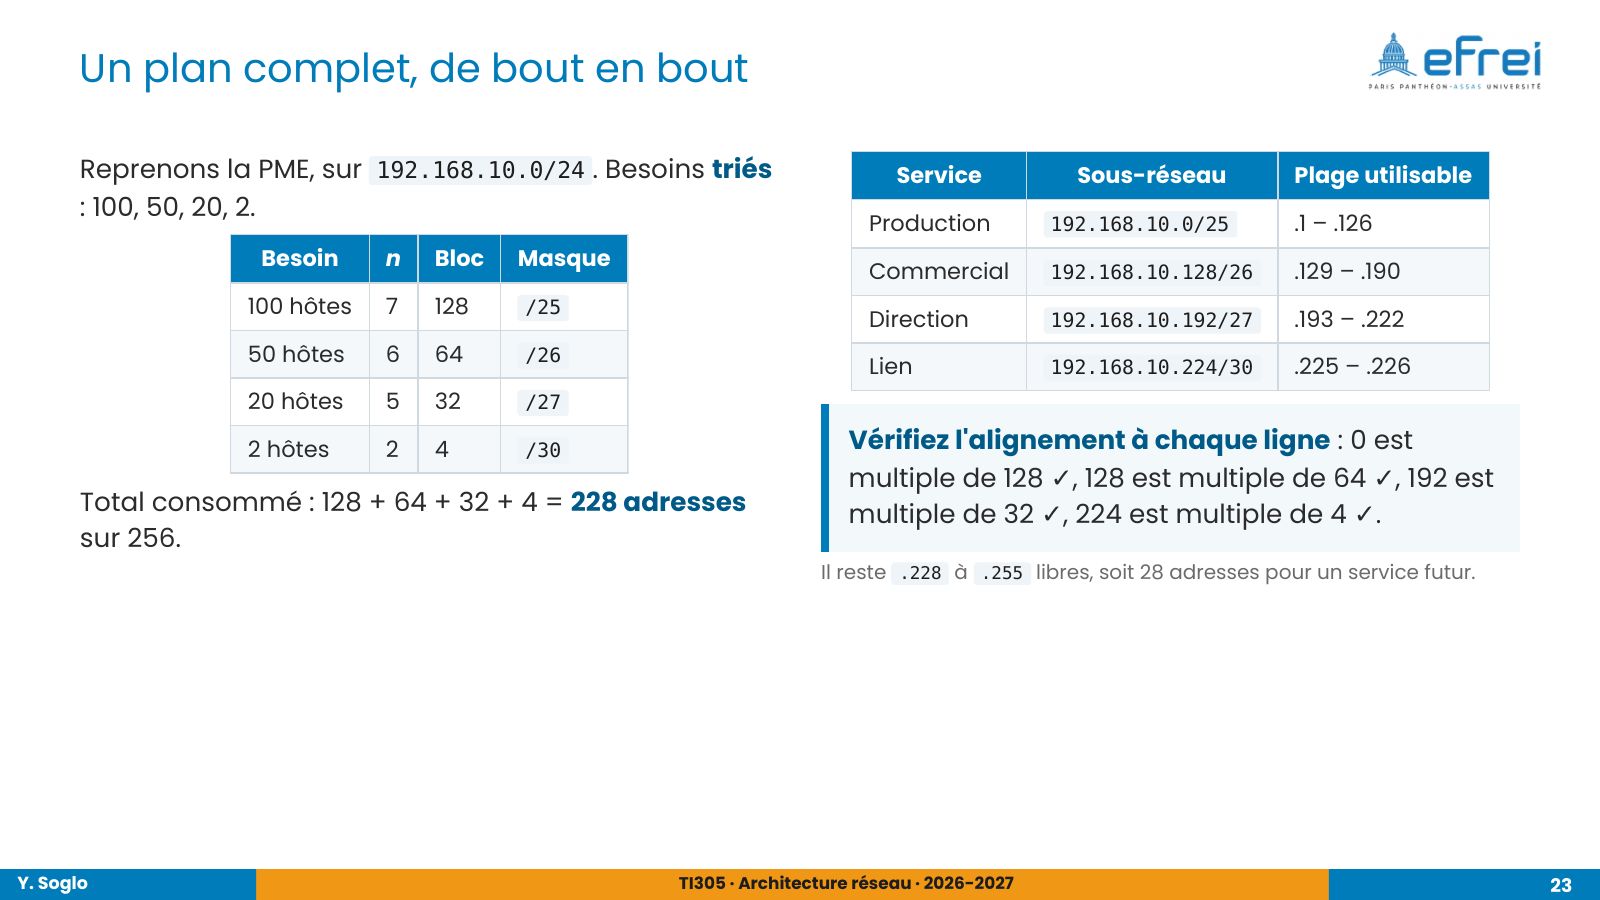 Un plan complet, de bout en bout
efrei
PARIS PANTHÉON-ASSAS UNIVERSITÉ
Reprenons la PME, sur 192.168.10.0/24. Besoins triés
: 100, 50, 20, 2.
Besoin n Bloc Masque
100 hôtes 7 128 /25
50 hôtes 6 64 /26
20 hôtes 5 32 /27
2 hôtes 2 4 /30
Total consommé : 128 + 64 + 32 + 4 = 228 adresses
sur 256.
Service Sous-réseau Plage utilisable
Production 192.168.10.0/25 .1 – .126
Commercial 192.168.10.128/26 .129 – .190
Direction 192.168.10.192/27 .193 – .222
Lien 192.168.10.224/30 .225 – .226
Vérifiez l'alignement à chaque ligne : 0 est
multiple de 128 ✓, 128 est multiple de 64 ✓, 192 est
multiple de 32 ✓, 224 est multiple de 4 ✓.
Il reste .228 à .255 libres, soit 28 adresses pour un service futur.
Y. Soglo
TI305 · Architecture réseau · 2026-2027
23